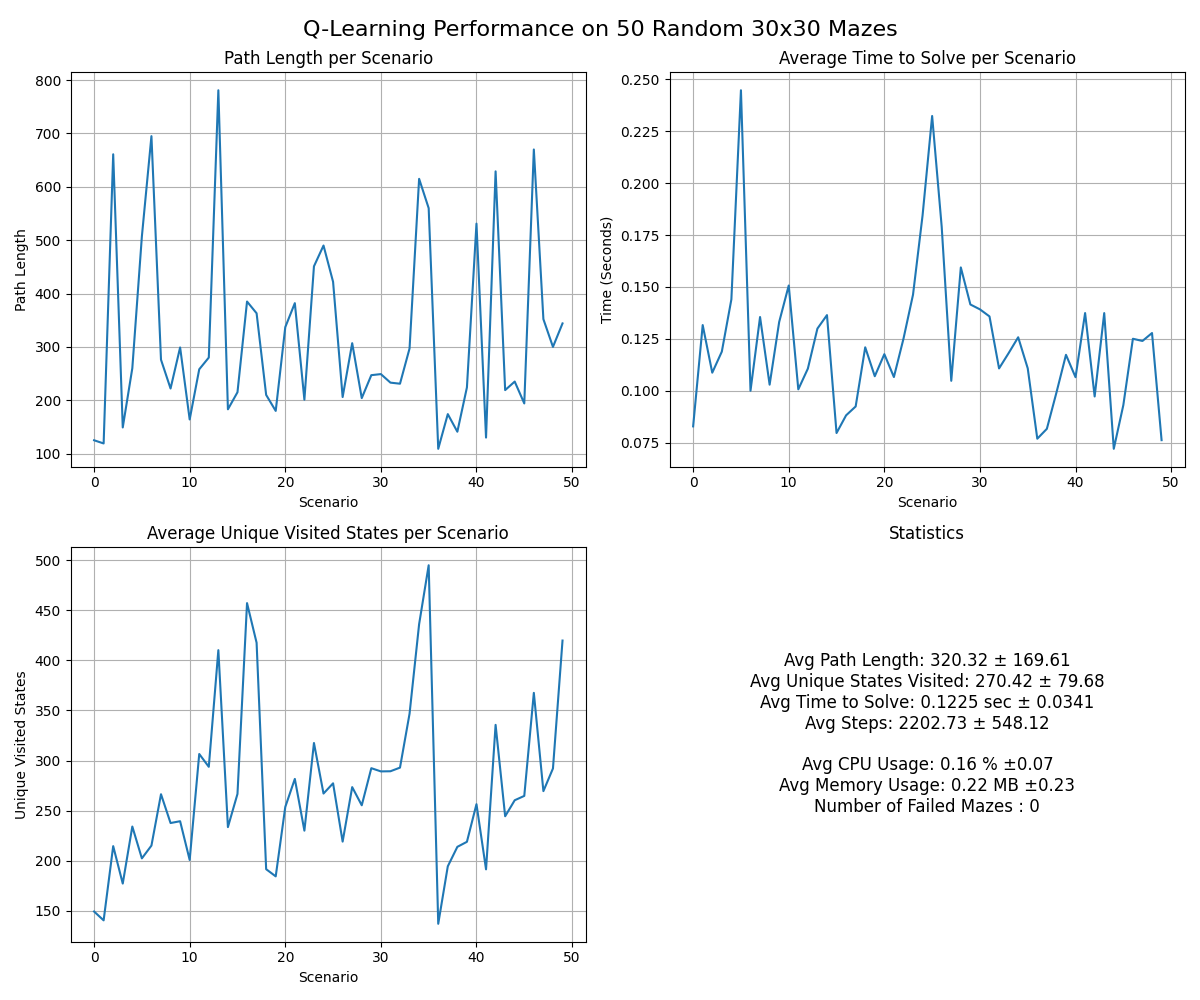 Q-Learning Performance on 50 Random 30x30 Mazes
Path Length per Scenario
800
700
600
500
400
300
200
100
Path Length
0 10 20 30 40 50
Scenario
Average Time to Solve per Scenario
0.250
0.225
0.200
0.175
0.150
0.125
0.100
0.075
Time (Seconds)
0 10 20 30 40 50
Scenario
Average Unique Visited States per Scenario
500
450
400
350
300
250
200
150
Unique Visited States
0 10 20 30 40 50
Scenario
Statistics
Avg Path Length: 320.32 ± 169.61
Avg Unique States Visited: 270.42 ± 79.68
Avg Time to Solve: 0.1225 sec ± 0.0341
Avg Steps: 2202.73 ± 548.12
Avg CPU Usage: 0.16 % ±0.07
Avg Memory Usage: 0.22 MB ±0.23
Number of Failed Mazes : 0